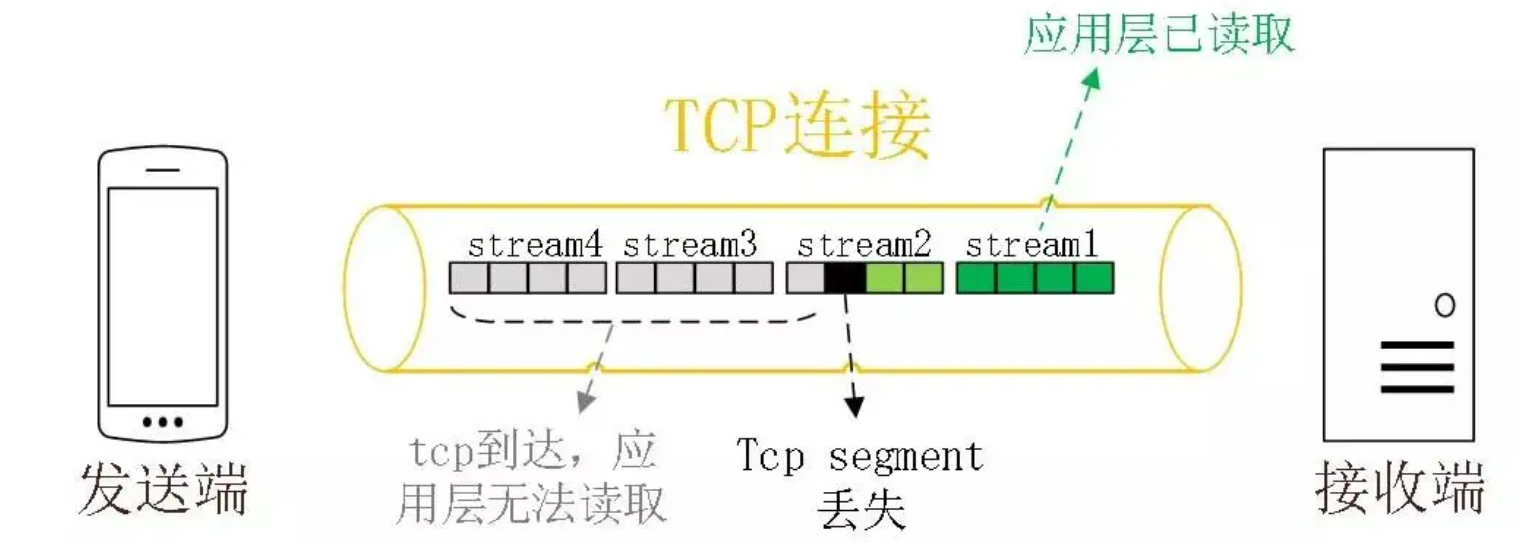 应用层已读取
TCP连接
stream4 stream3 stream2 stream1
发送端
tcp到达，应
用层无法读取
Tcp segment
丢失
接收端